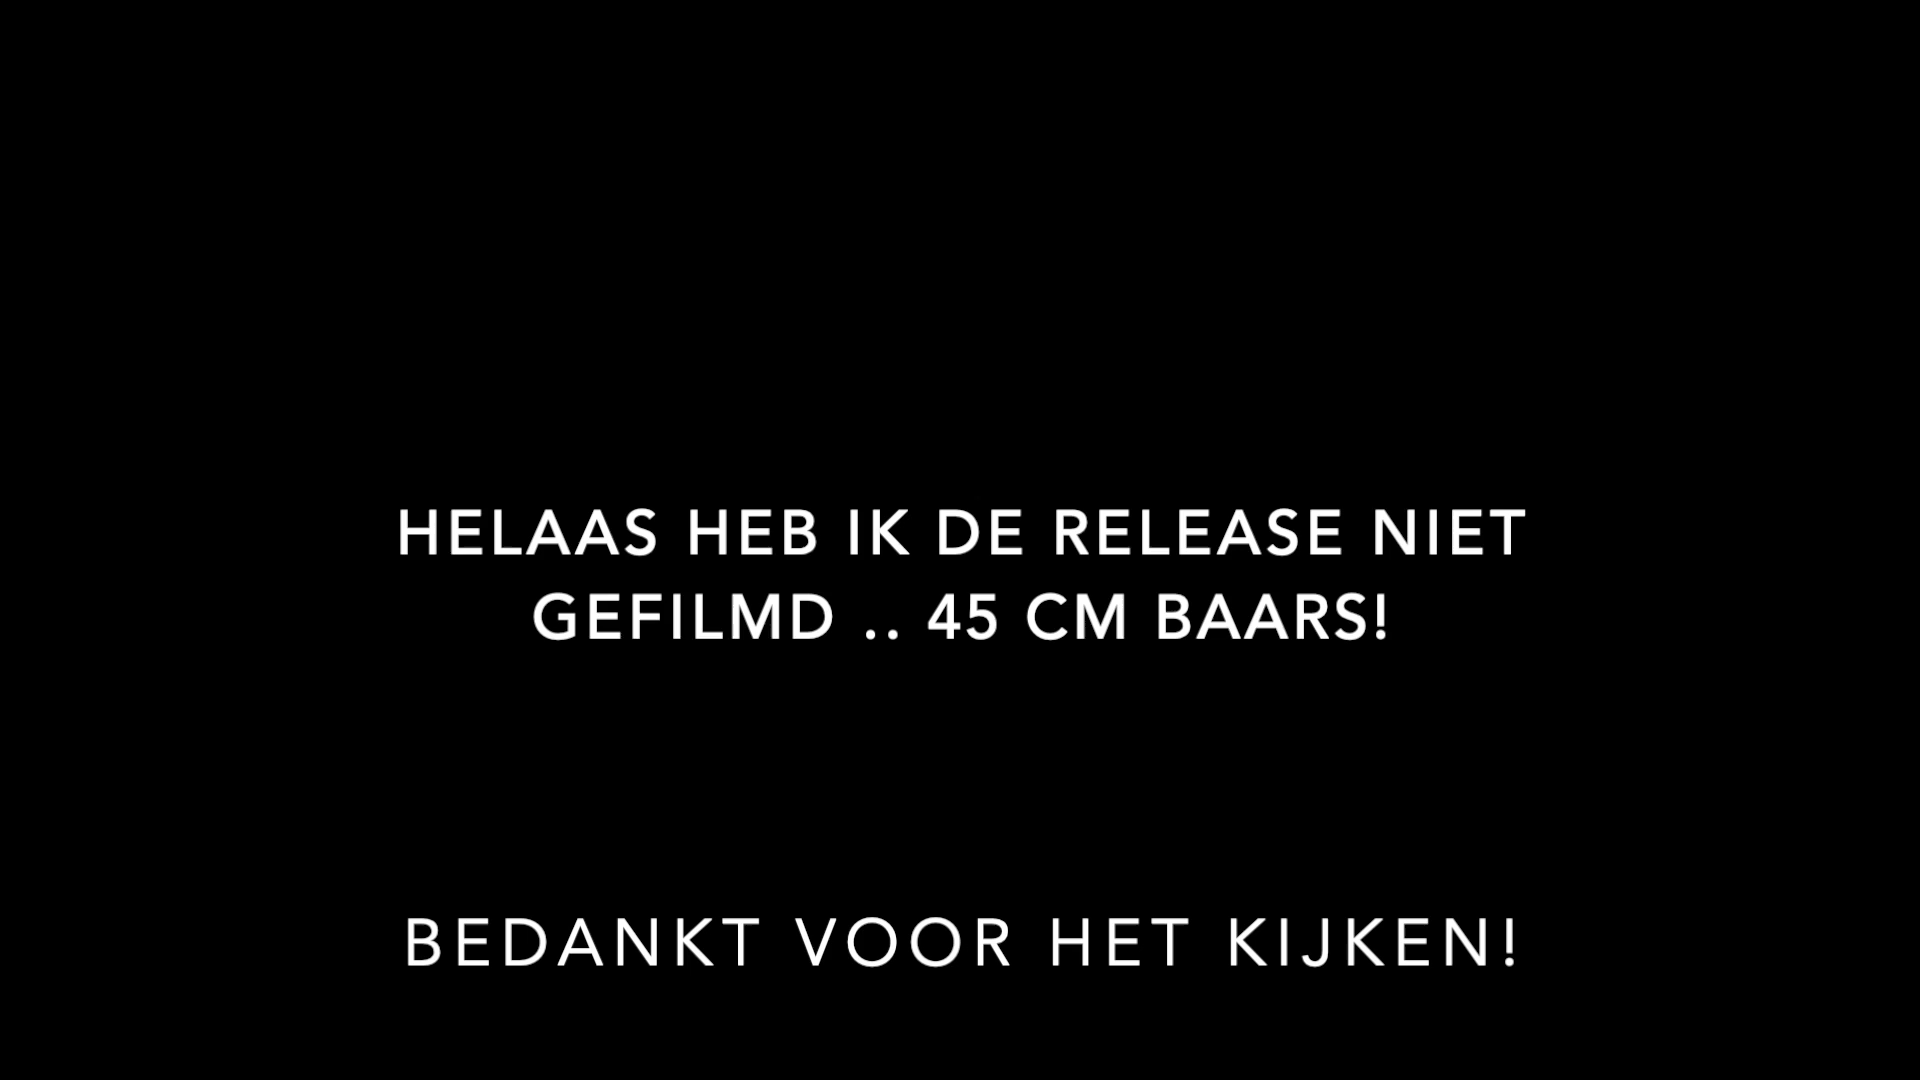 HELAAS HEB IK DE RELEASE NIET
GEFILMD .. 45 CM BAARS!
BEDANKT VOOR HET KIJKEN!